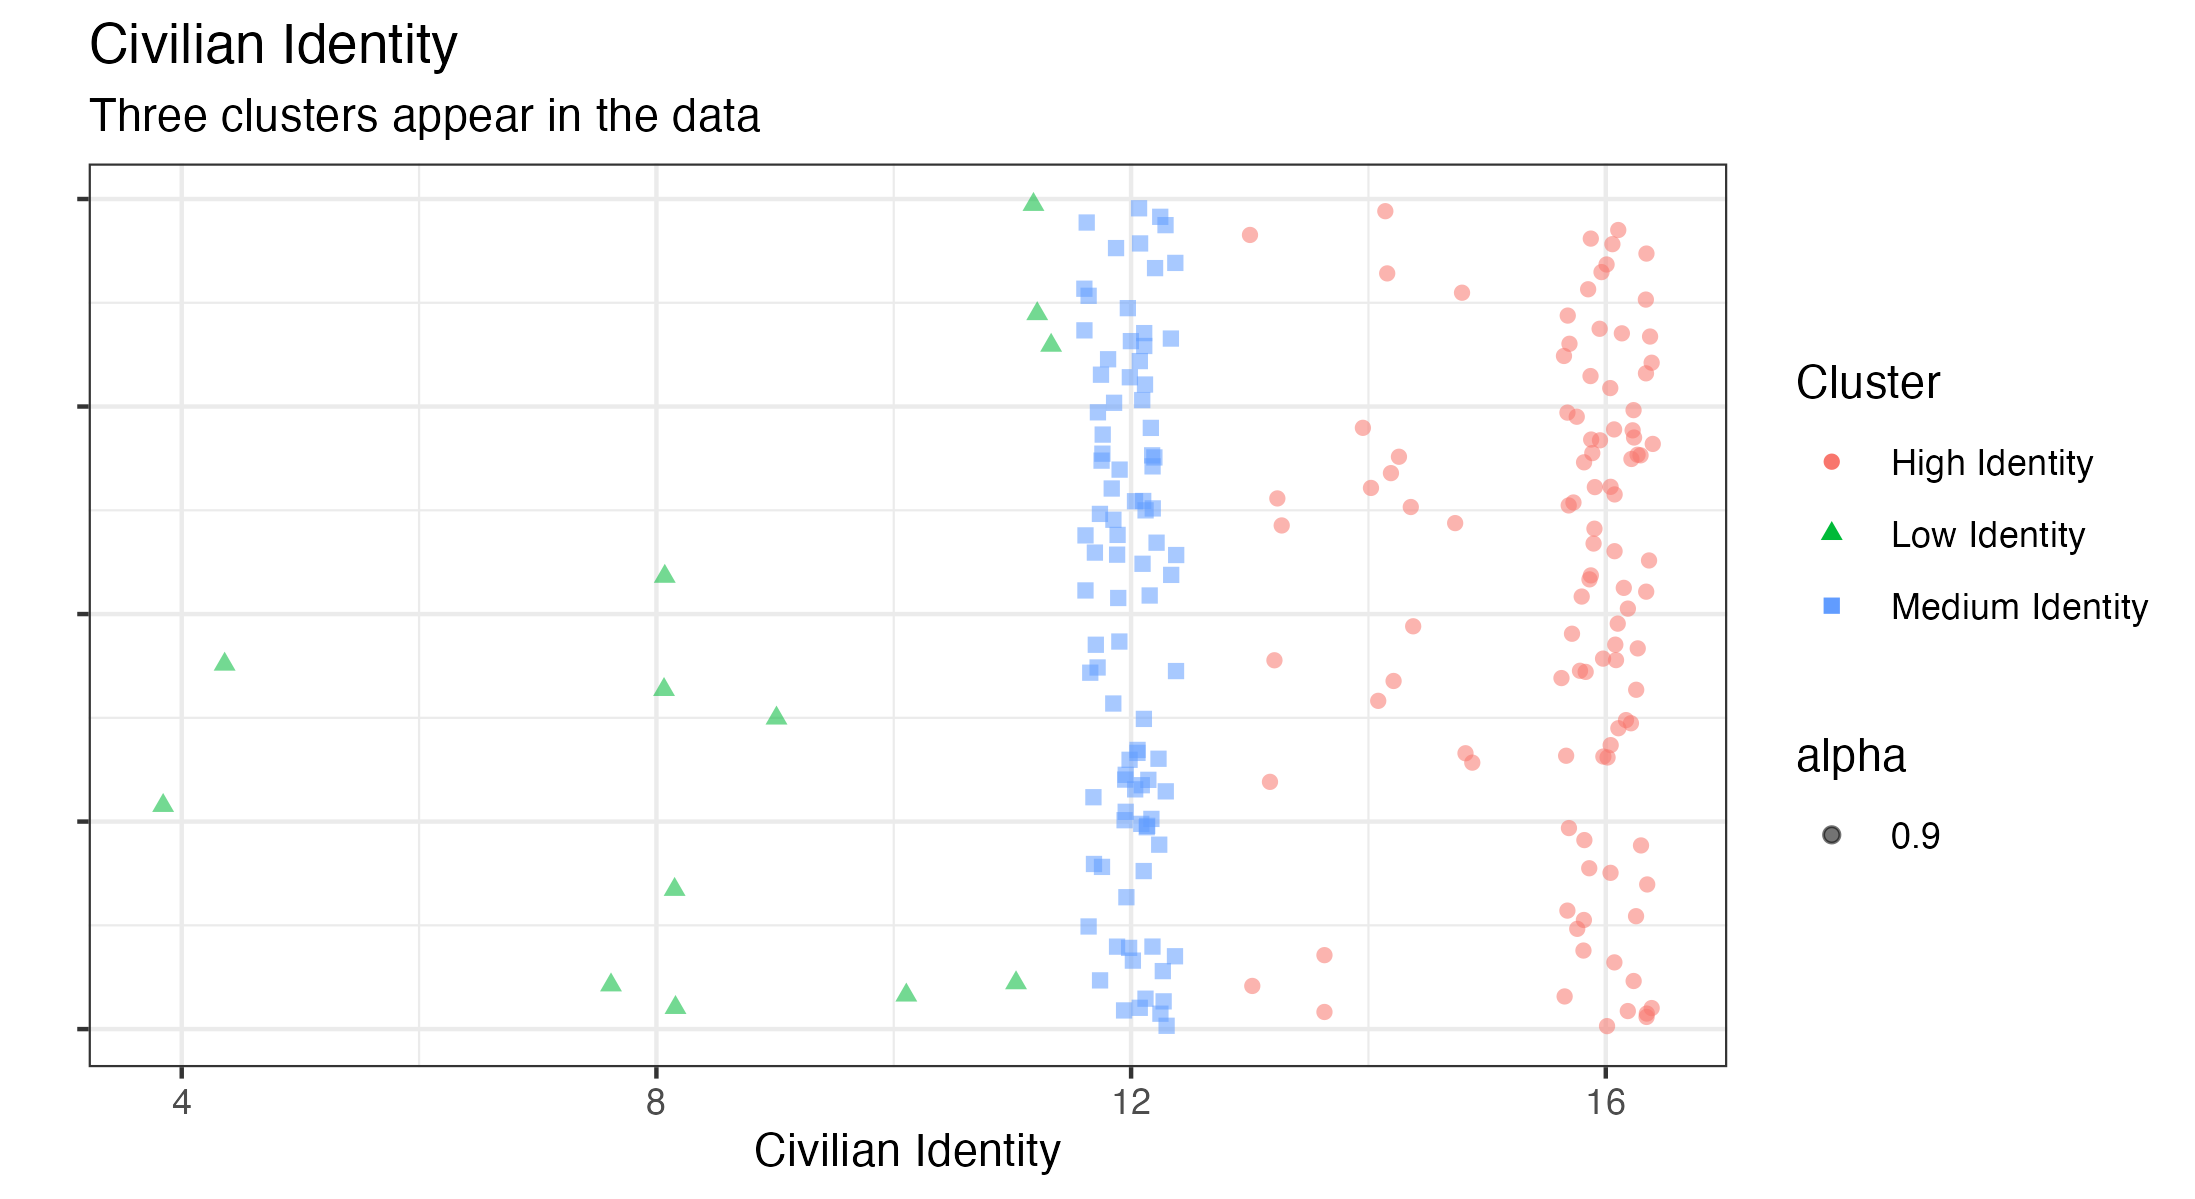 Civilian Identity
Three clusters appear in the data
Cluster
High Identity
Low Identity
Medium Identity
alpha
0.9
4 8 12 16
Civilian Identity